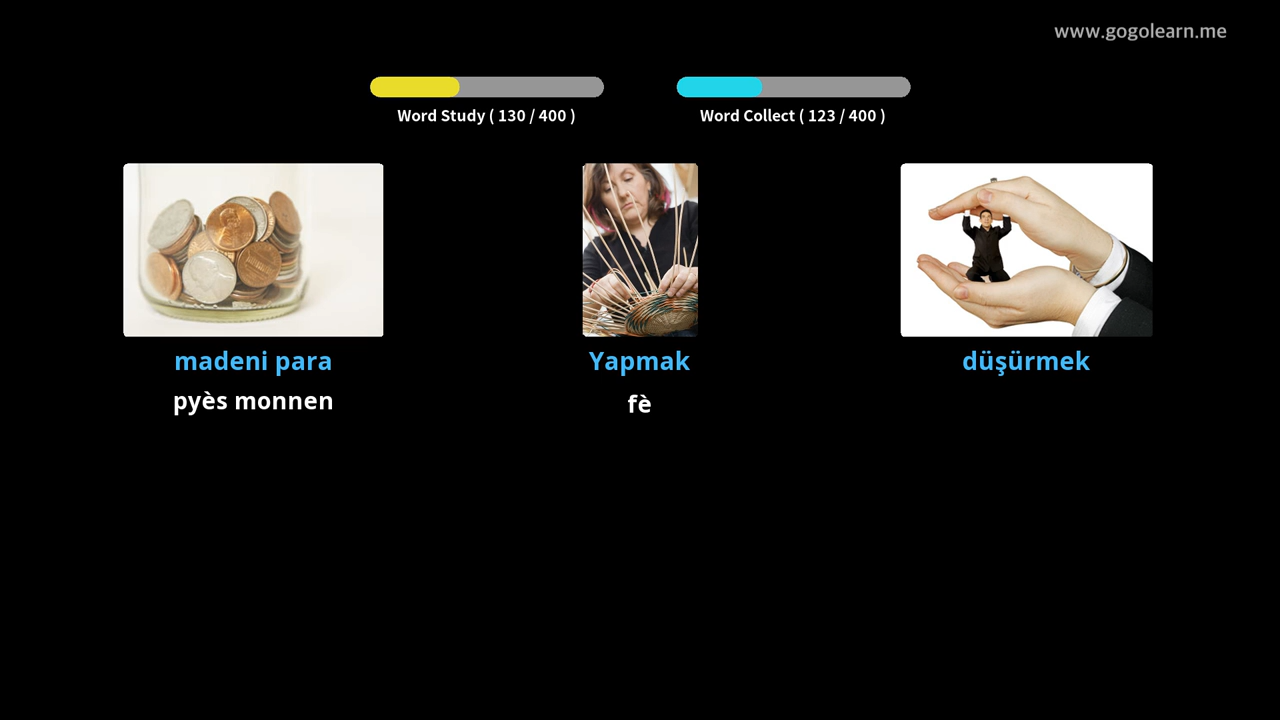 www.gogolearn.me
Word Study ( 130 / 400 )
Word Collect ( 123 / 400 )
madeni para
pyès monnen
Yapmak
fè
düşürmek